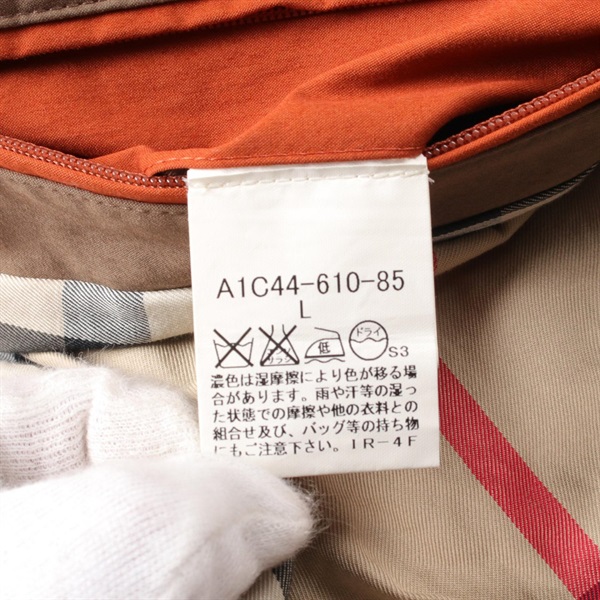 A1C44-610-85
L
低 ドライ
S3
濃色は湿摩擦により色が移る場
合があります。雨や汗等の湿っ
た状態での摩擦や他の衣料との
組合せ及び、バッグ等の持ち物
にもご注意下さい。IR-4F